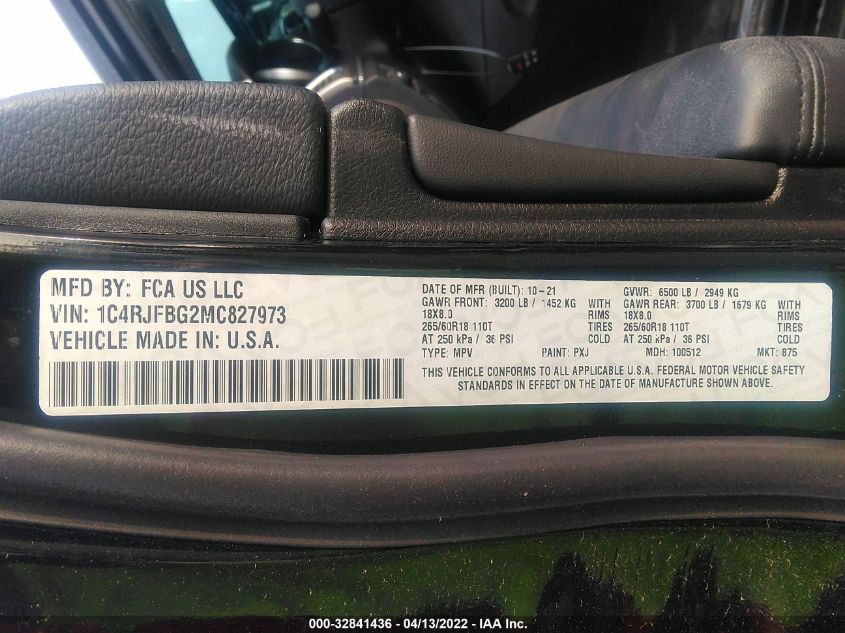 MFD BY: FCA US LLC
VIN: 1C4RJFBG2MC827973
VEHICLE MADE IN: U.S.A.
DATE OF MFR (BUILT): 10-21 GVWR: 6500 LB / 2949 KG
GAWR FRONT: 3200 LB / 1452 KG GAWR REAR: 3700 LB / 1679 KG
18X8.0 RIMS 18X8.0 RIMS
265/60R18 110T TIRES 265/60R18 110T TIRES
AT 250 kPa / 36 PSI COLD AT 250 kPa / 36 PSI COLD
TYPE: MPV PAINT: PXJ MDH: 100512 MKT: 875
THIS VEHICLE CONFORMS TO ALL APPLICABLE U.S.A. FEDERAL MOTOR VEHICLE SAFETY
STANDARDS IN EFFECT ON THE DATE OF MANUFACTURE SHOWN ABOVE.
000-32841436 - 04/13/2022 - IAA Inc.